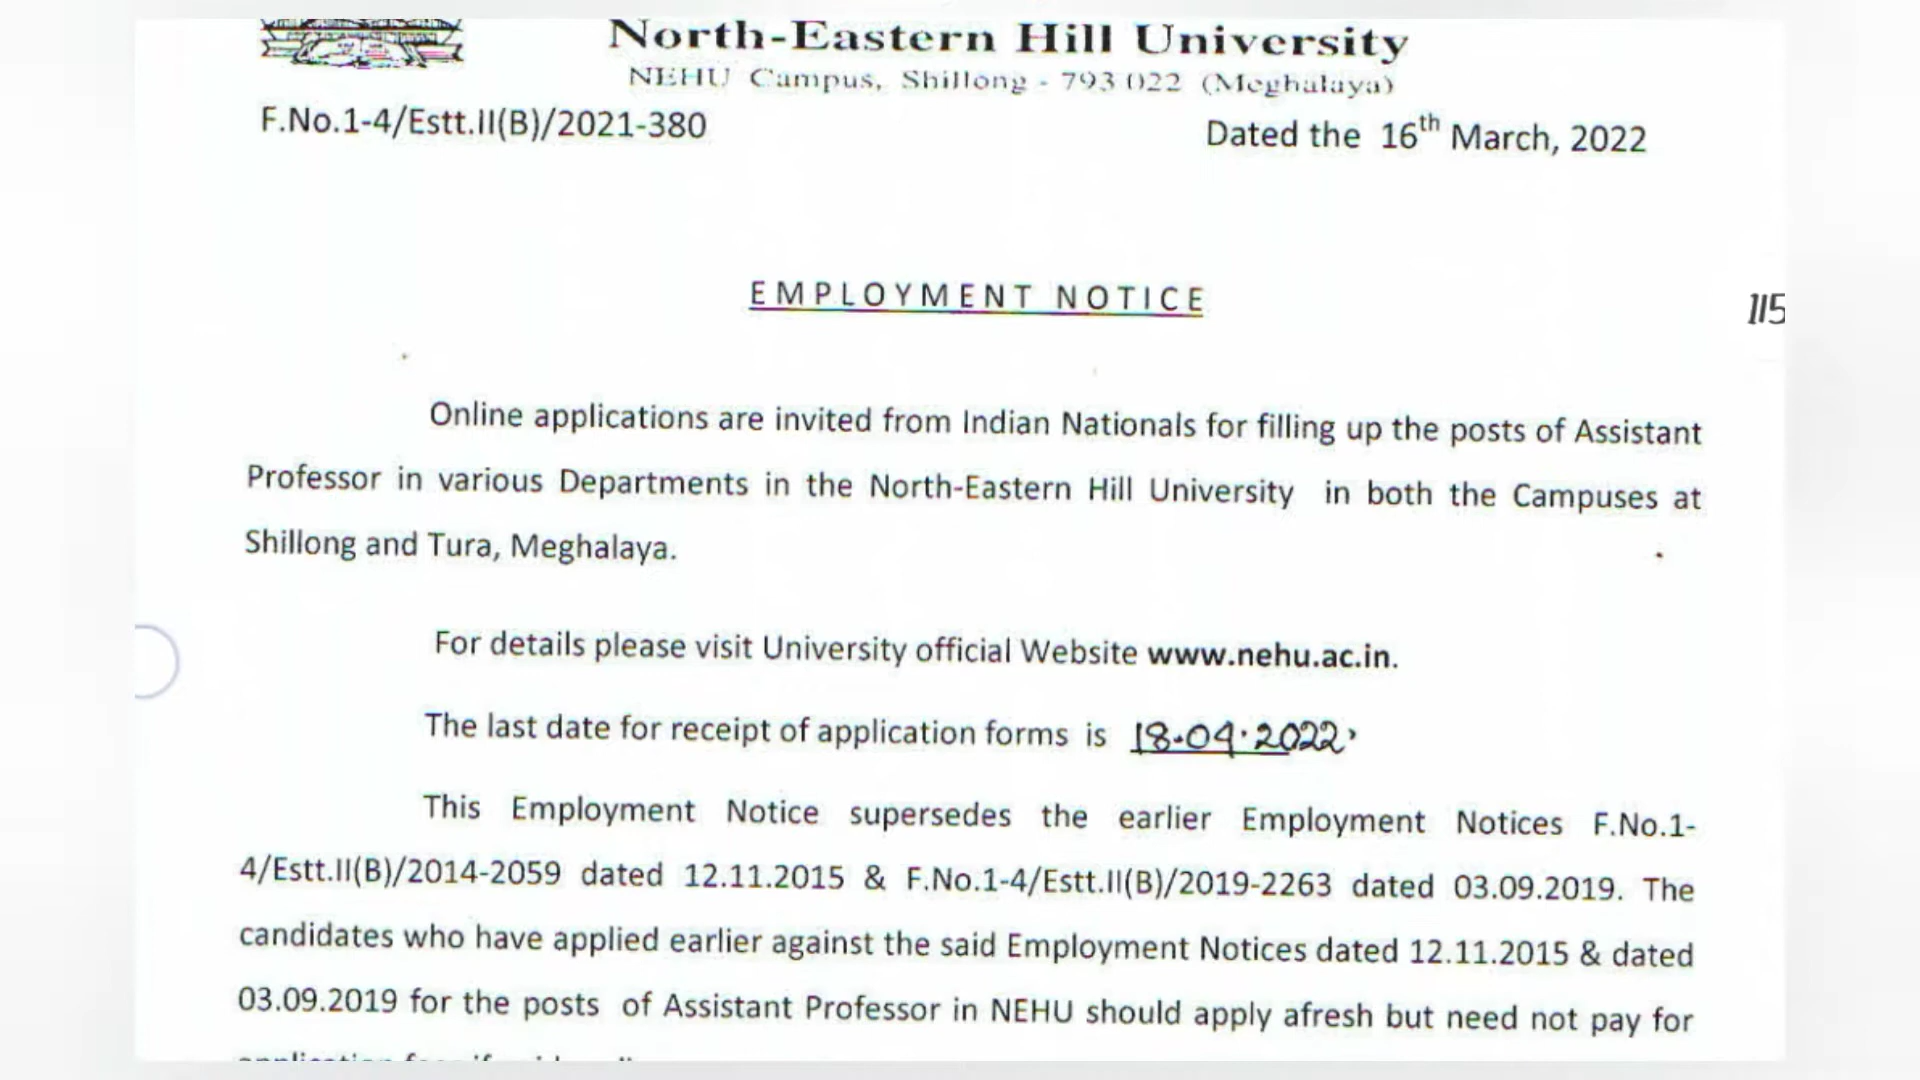 North-Eastern Hill University
NEHU Campus, Shillong - 793 022 (Meghalaya)
F.No.1-4/Estt.II(B)/2021-380
Dated the 16th March, 2022
EMPLOYMENT NOTICE
115
Online applications are invited from Indian Nationals for filling up the posts of Assistant
Professor in various Departments in the North-Eastern Hill University in both the Campuses at
Shillong and Tura, Meghalaya.
For details please visit University official Website www.nehu.ac.in.
The last date for receipt of application forms is 18.04.2022.
This Employment Notice supersedes the earlier Employment Notices F.No.1-
4/Estt.II(B)/2014-2059 dated 12.11.2015 & F.No.1-4/Estt.II(B)/2019-2263 dated 03.09.2019. The
candidates who have applied earlier against the said Employment Notices dated 12.11.2015 & dated
03.09.2019 for the posts of Assistant Professor in NEHU should apply afresh but need not pay for